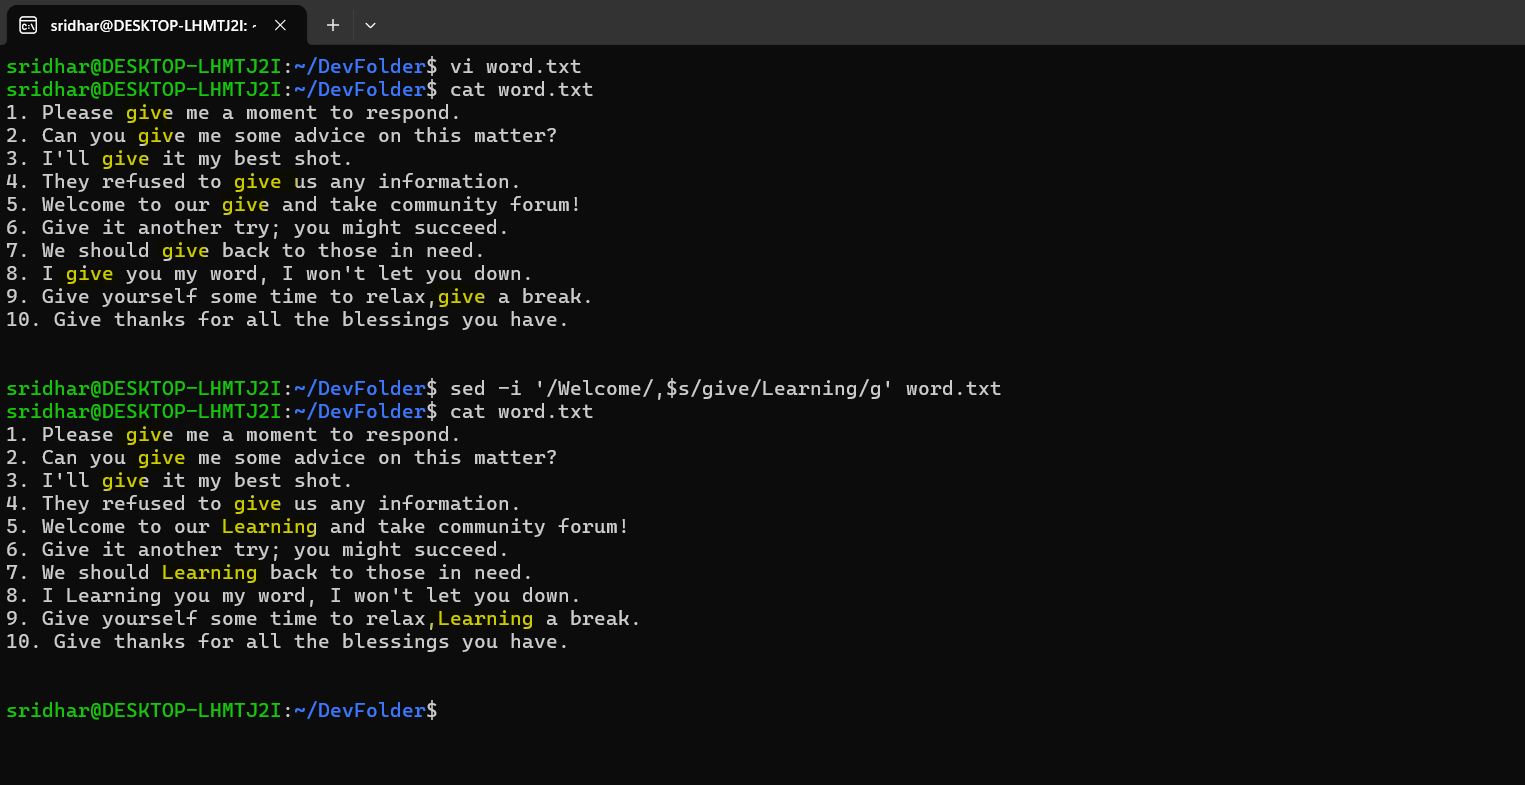 sridhar@DESKTOP-LHMTJ2I: ~
sridhar@DESKTOP-LHMTJ2I:~/DevFolder$ vi word.txt
sridhar@DESKTOP-LHMTJ2I:~/DevFolder$ cat word.txt
1. Please give me a moment to respond.
2. Can you give me some advice on this matter?
3. I'll give it my best shot.
4. They refused to give us any information.
5. Welcome to our give and take community forum!
6. Give it another try; you might succeed.
7. We should give back to those in need.
8. I give you my word, I won't let you down.
9. Give yourself some time to relax,give a break.
10. Give thanks for all the blessings you have.
sridhar@DESKTOP-LHMTJ2I:~/DevFolder$ sed -i '/Welcome/,$s/give/Learning/g' word.txt
sridhar@DESKTOP-LHMTJ2I:~/DevFolder$ cat word.txt
1. Please give me a moment to respond.
2. Can you give me some advice on this matter?
3. I'll give it my best shot.
4. They refused to give us any information.
5. Welcome to our Learning and take community forum!
6. Give it another try; you might succeed.
7. We should Learning back to those in need.
8. I Learning you my word, I won't let you down.
9. Give yourself some time to relax,Learning a break.
10. Give thanks for all the blessings you have.
sridhar@DESKTOP-LHMTJ2I:~/DevFolder$